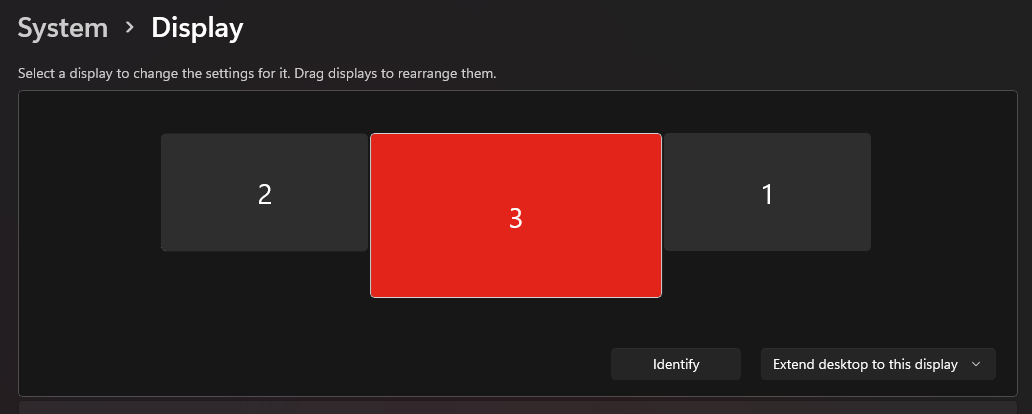 System > Display
Select a display to change the settings for it. Drag displays to rearrange them.
2
3
1
Identify
Extend desktop to this display